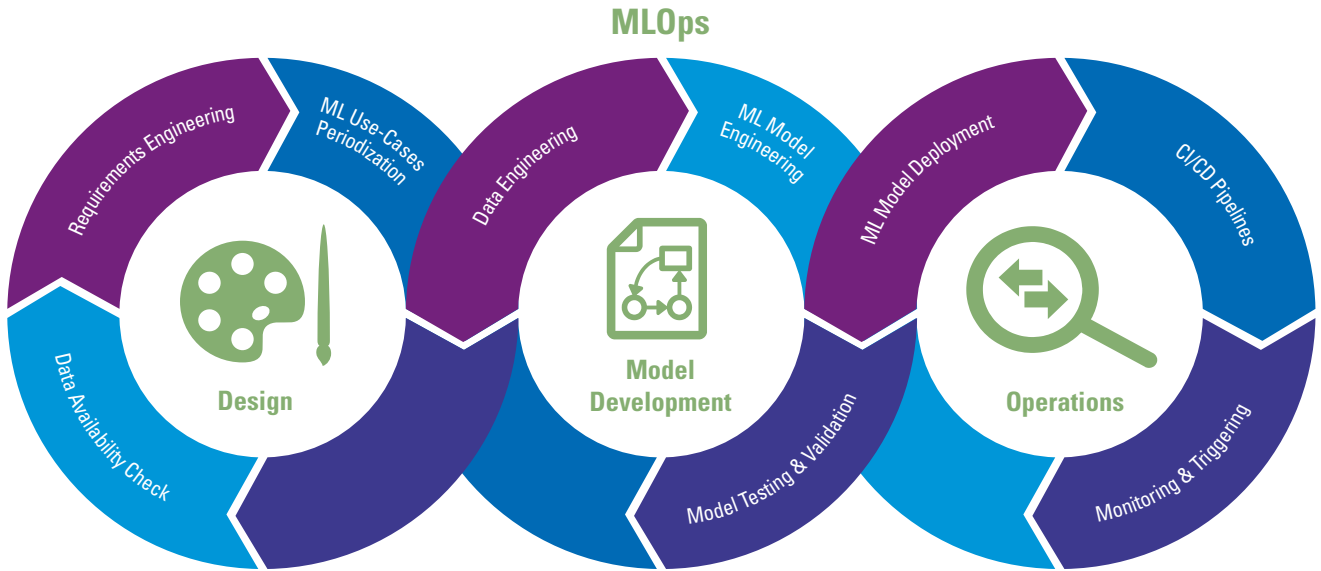 MLOps
Requirements Engineering
ML Use-Cases
Periodization
Data Availability Check
Design
Data Engineering
ML Model
Engineering
Model Testing & Validation
Model
Development
ML Model Deployment
CI/CD Pipelines
Monitoring & Triggering
Operations